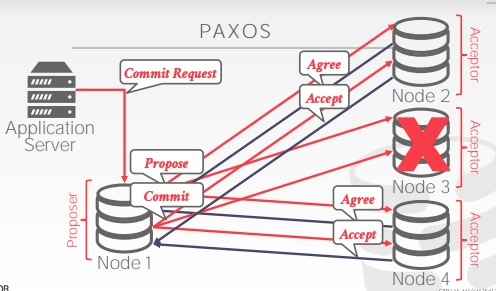 PAXOS
Commit Request
Application
Server
Agree
Accept
Node 2
Acceptor
Propose
Commit
Proposer
Node 1
Node 3
Acceptor
Agree
Accept
Node 4
Acceptor
OR